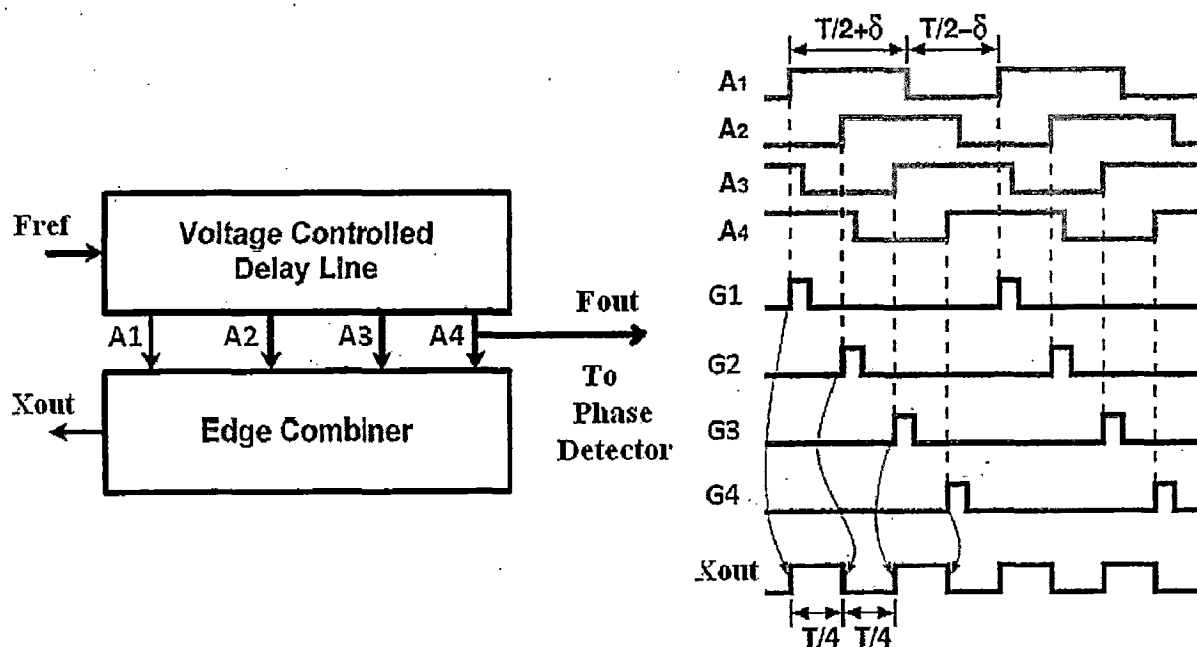 Fref
Voltage Controlled
Delay Line
A1
A2
A3
A4
Fout
To
Phase
Detector
Xout
Edge Combiner
T/2+δ
T/2−δ
A1
A2
A3
A4
G1
G2
G3
G4
Xout
T/4
T/4